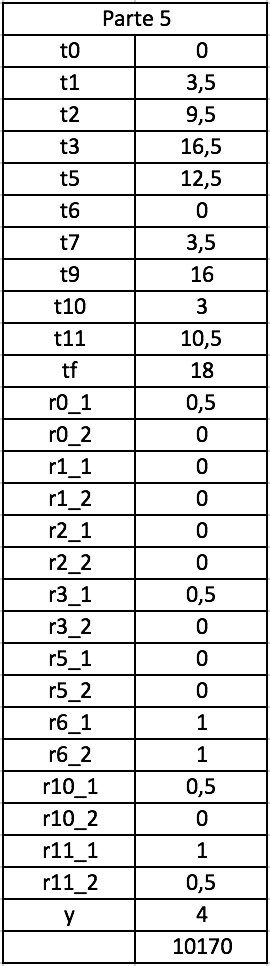 Parte 5
t0 0
t1 3,5
t2 9,5
t3 16,5
t5 12,5
t6 0
t7 3,5
t9 16
t10 3
t11 10,5
tf 18
r0_1 0,5
r0_2 0
r1_1 0
r1_2 0
r2_1 0
r2_2 0
r3_1 0,5
r3_2 0
r5_1 0
r5_2 0
r6_1 1
r6_2 1
r10_1 0,5
r10_2 0
r11_1 1
r11_2 0,5
y 4
10170